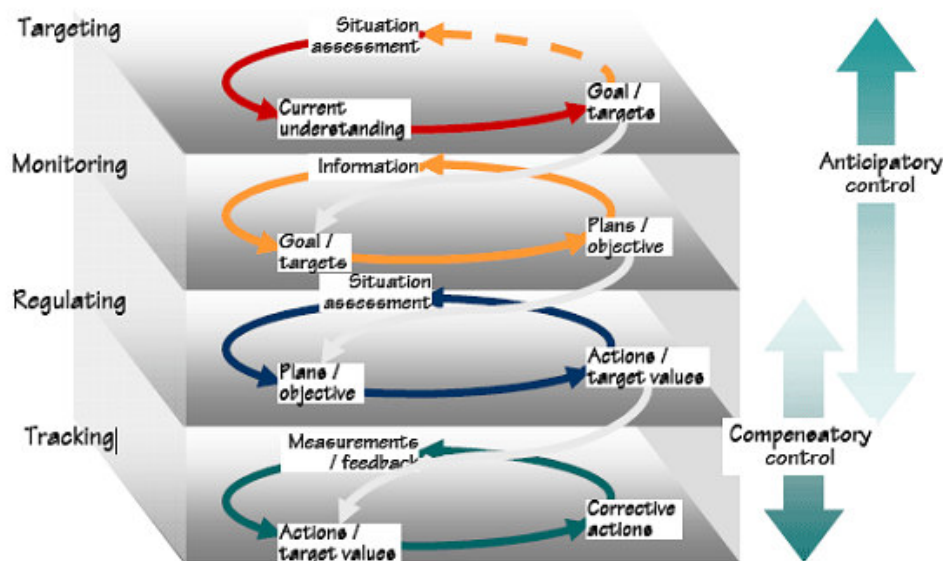 Targeting
Situation
assessment
Current
understanding
Goal /
targets
Monitoring
Information
Goal /
targets
Plans /
objective
Anticipatory
control
Regulating
Situation
assessment
Plans /
objective
Actions /
target values
Tracking
Measurements
/ feedback
Actions /
target values
Corrective
actions
Compensatory
control